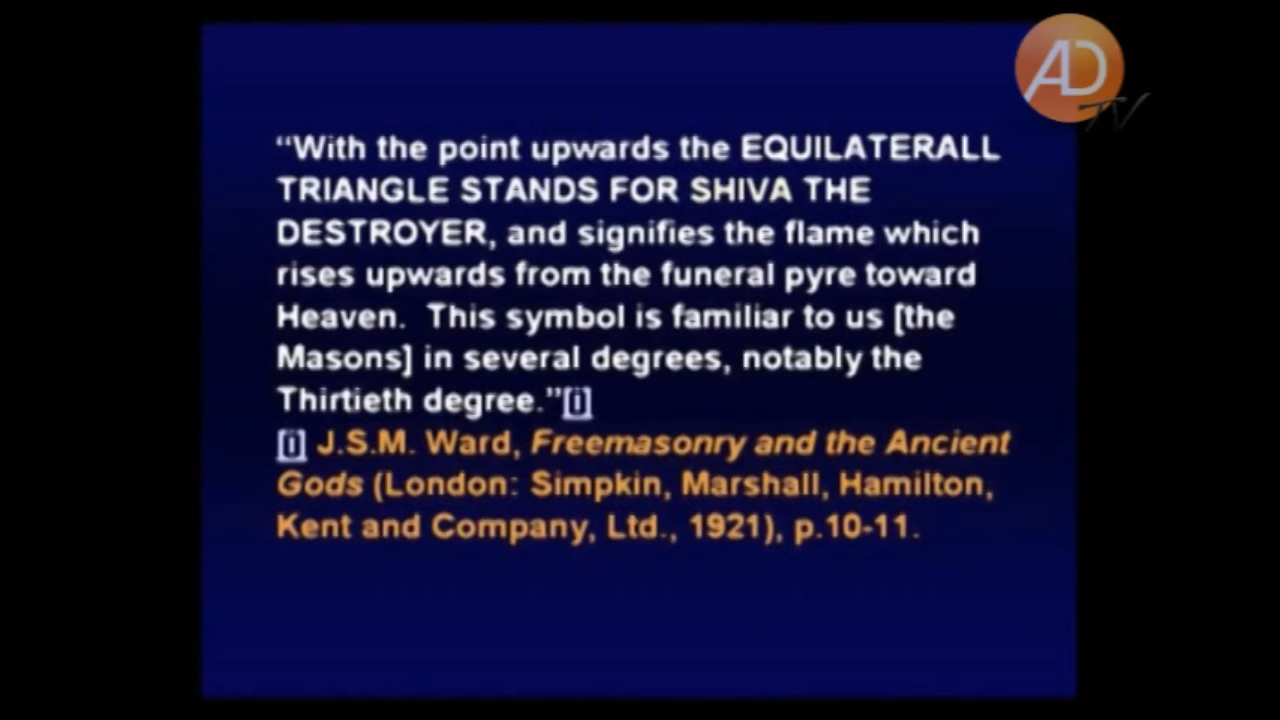 AD
TV
“With the point upwards the EQUILATERALL
TRIANGLE STANDS FOR SHIVA THE
DESTROYER, and signifies the flame which
rises upwards from the funeral pyre toward
Heaven.  This symbol is familiar to us [the
Masons] in several degrees, notably the
Thirtieth degree.”[i]
[i] J.S.M. Ward, Freemasonry and the Ancient
Gods (London: Simpkin, Marshall, Hamilton,
Kent and Company, Ltd., 1921), p.10-11.